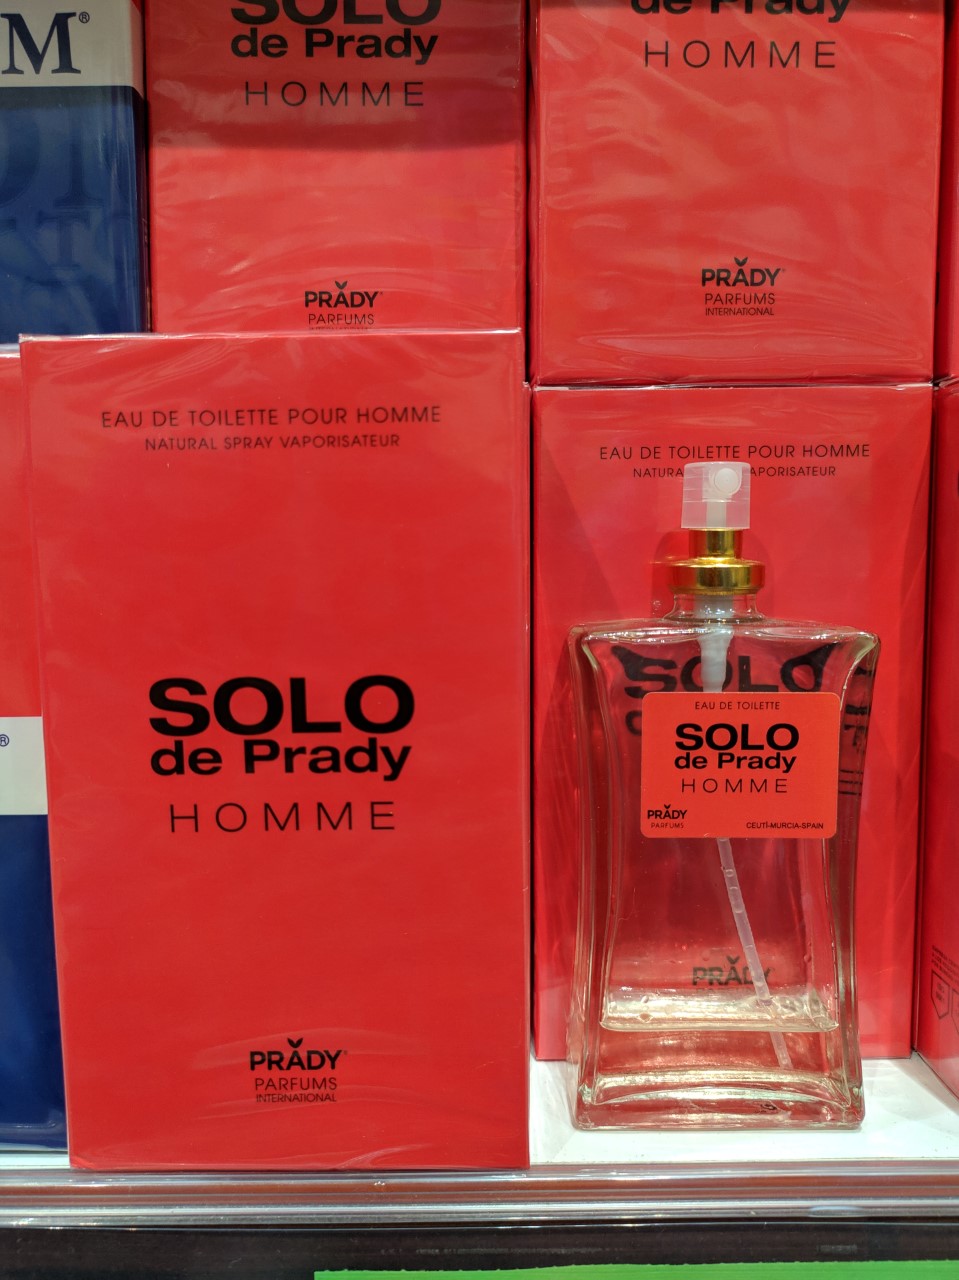 M®
SOLO
de Prady
HOMME
PRADY®
PARFUMS
de Prady
HOMME
PRADY®
PARFUMS
INTERNATIONAL
EAU DE TOILETTE POUR HOMME
NATURAL SPRAY VAPORISATEUR
SOLO
de Prady
HOMME
PRADY®
PARFUMS
INTERNATIONAL
®
EAU DE TOILETTE POUR HOMME
SOLO
EAU DE TOILETTE
SOLO
de Prady
HOMME
PRADY
PARFUMS
CEUTÍ-MURCIA-SPAIN
PRADY